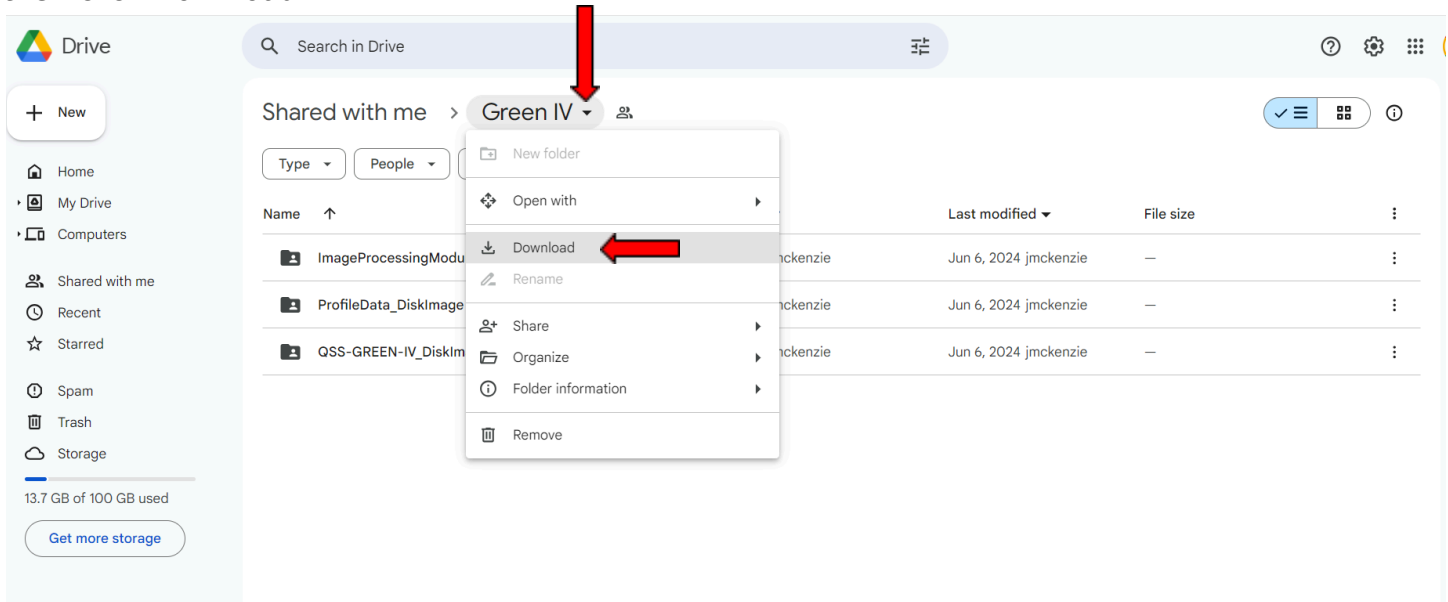 Drive
Search in Drive
New
Shared with me > Green IV
Type People
New folder
Home
My Drive
Open with
Name Last modified File size
Computers
Download
ImageProcessingModu ckenzie Jun 6, 2024 jmckenzie —
Shared with me
Rename
Recent
ProfileData_DiskImage ckenzie Jun 6, 2024 jmckenzie —
Share
Starred
QSS-GREEN-IV_DiskIm ckenzie Jun 6, 2024 jmckenzie —
Organize
Spam
Folder information
Trash
Remove
Storage
13.7 GB of 100 GB used
Get more storage